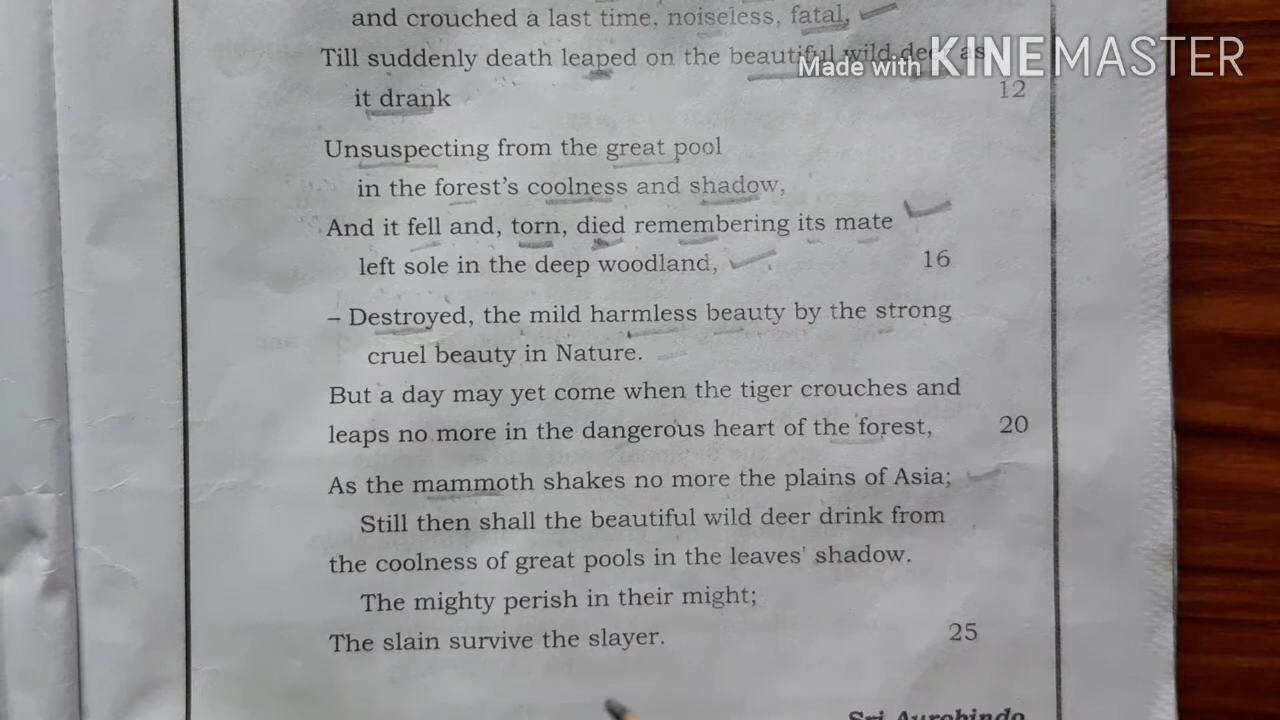 and crouched a last time, noiseless, fatal,
Till suddenly death leaped on the beautiful wild deer as
Made with KINEMASTER
it drank
12
Unsuspecting from the great pool
in the forest's coolness and shadow,
And it fell and, torn, died remembering its mate
left sole in the deep woodland,
16
– Destroyed, the mild harmless beauty by the strong
cruel beauty in Nature.
But a day may yet come when the tiger crouches and
leaps no more in the dangerous heart of the forest,
20
As the mammoth shakes no more the plains of Asia;
Still then shall the beautiful wild deer drink from
the coolness of great pools in the leaves' shadow.
The mighty perish in their might;
The slain survive the slayer.
25
Sri Aurobindo